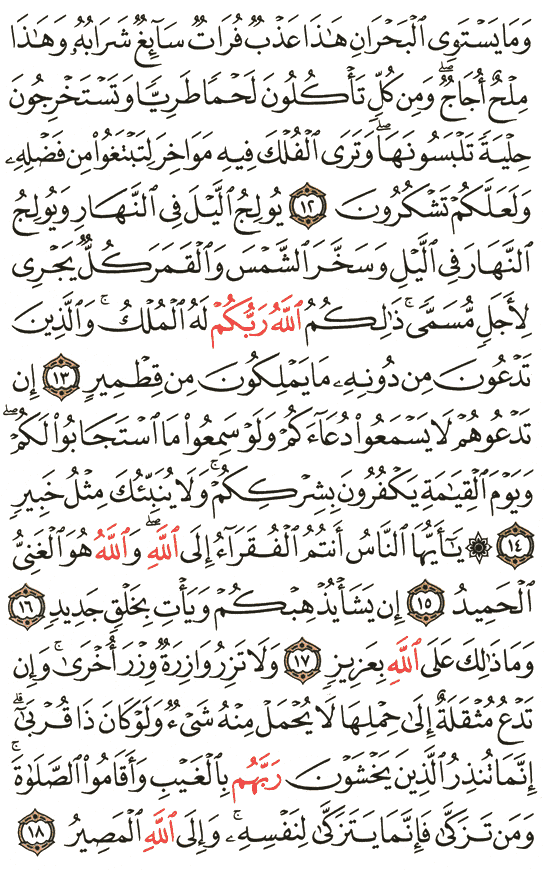 وَمَا يَسْتَوِى ٱلْبَحْرَانِ هَٰذَا عَذْبٌ فُرَاتٌ سَآئِغٌ شَرَابُهُۥ وَهَٰذَا
مِلْحٌ أُجَاجٌ ۖ وَمِن كُلٍّ تَأْكُلُونَ لَحْمًا طَرِيًّا وَتَسْتَخْرِجُونَ
حِلْيَةً تَلْبَسُونَهَا ۖ وَتَرَى ٱلْفُلْكَ فِيهِ مَوَاخِرَ لِتَبْتَغُوا۟ مِن فَضْلِهِۦ
وَلَعَلَّكُمْ تَشْكُرُونَ ١٢ يُولِجُ ٱلَّيْلَ فِى ٱلنَّهَارِ وَيُولِجُ
ٱلنَّهَارَ فِى ٱلَّيْلِ وَسَخَّرَ ٱلشَّمْسَ وَٱلْقَمَرَ كُلٌّ يَجْرِى
لِأَجَلٍ مُّسَمًّى ۚ ذَٰلِكُمُ ٱللَّهُ رَبُّكُمْ لَهُ ٱلْمُلْكُ ۚ وَٱلَّذِينَ
تَدْعُونَ مِن دُونِهِۦ مَا يَمْلِكُونَ مِن قِطْمِيرٍ ١٣ إِن
تَدْعُوهُمْ لَا يَسْمَعُوا۟ دُعَآءَكُمْ وَلَوْ سَمِعُوا۟ مَا ٱسْتَجَابُوا۟ لَكُمْ ۖ
وَيَوْمَ ٱلْقِيَٰمَةِ يَكْفُرُونَ بِشِرْكِكُمْ ۚ وَلَا يُنَبِّئُكَ مِثْلُ خَبِيرٍ
١٤ ۞ يَٰٓأَيُّهَا ٱلنَّاسُ أَنتُمُ ٱلْفُقَرَآءُ إِلَى ٱللَّهِ ۖ وَٱللَّهُ هُوَ ٱلْغَنِىُّ
ٱلْحَمِيدُ ١٥ إِن يَشَأْ يُذْهِبْكُمْ وَيَأْتِ بِخَلْقٍ جَدِيدٍ ١٦
وَمَا ذَٰلِكَ عَلَى ٱللَّهِ بِعَزِيزٍ ١٧ وَلَا تَزِرُ وَازِرَةٌ وِزْرَ أُخْرَىٰ ۚ وَإِن
تَدْعُ مُثْقَلَةٌ إِلَىٰ حِمْلِهَا لَا يُحْمَلْ مِنْهُ شَىْءٌ وَلَوْ كَانَ ذَا قُرْبَىٰٓ ۗ
إِنَّمَا تُنذِرُ ٱلَّذِينَ يَخْشَوْنَ رَبَّهُم بِٱلْغَيْبِ وَأَقَامُوا۟ ٱلصَّلَوٰةَ ۚ
وَمَن تَزَكَّىٰ فَإِنَّمَا يَتَزَكَّىٰ لِنَفْسِهِۦ ۚ وَإِلَى ٱللَّهِ ٱلْمَصِيرُ ١٨